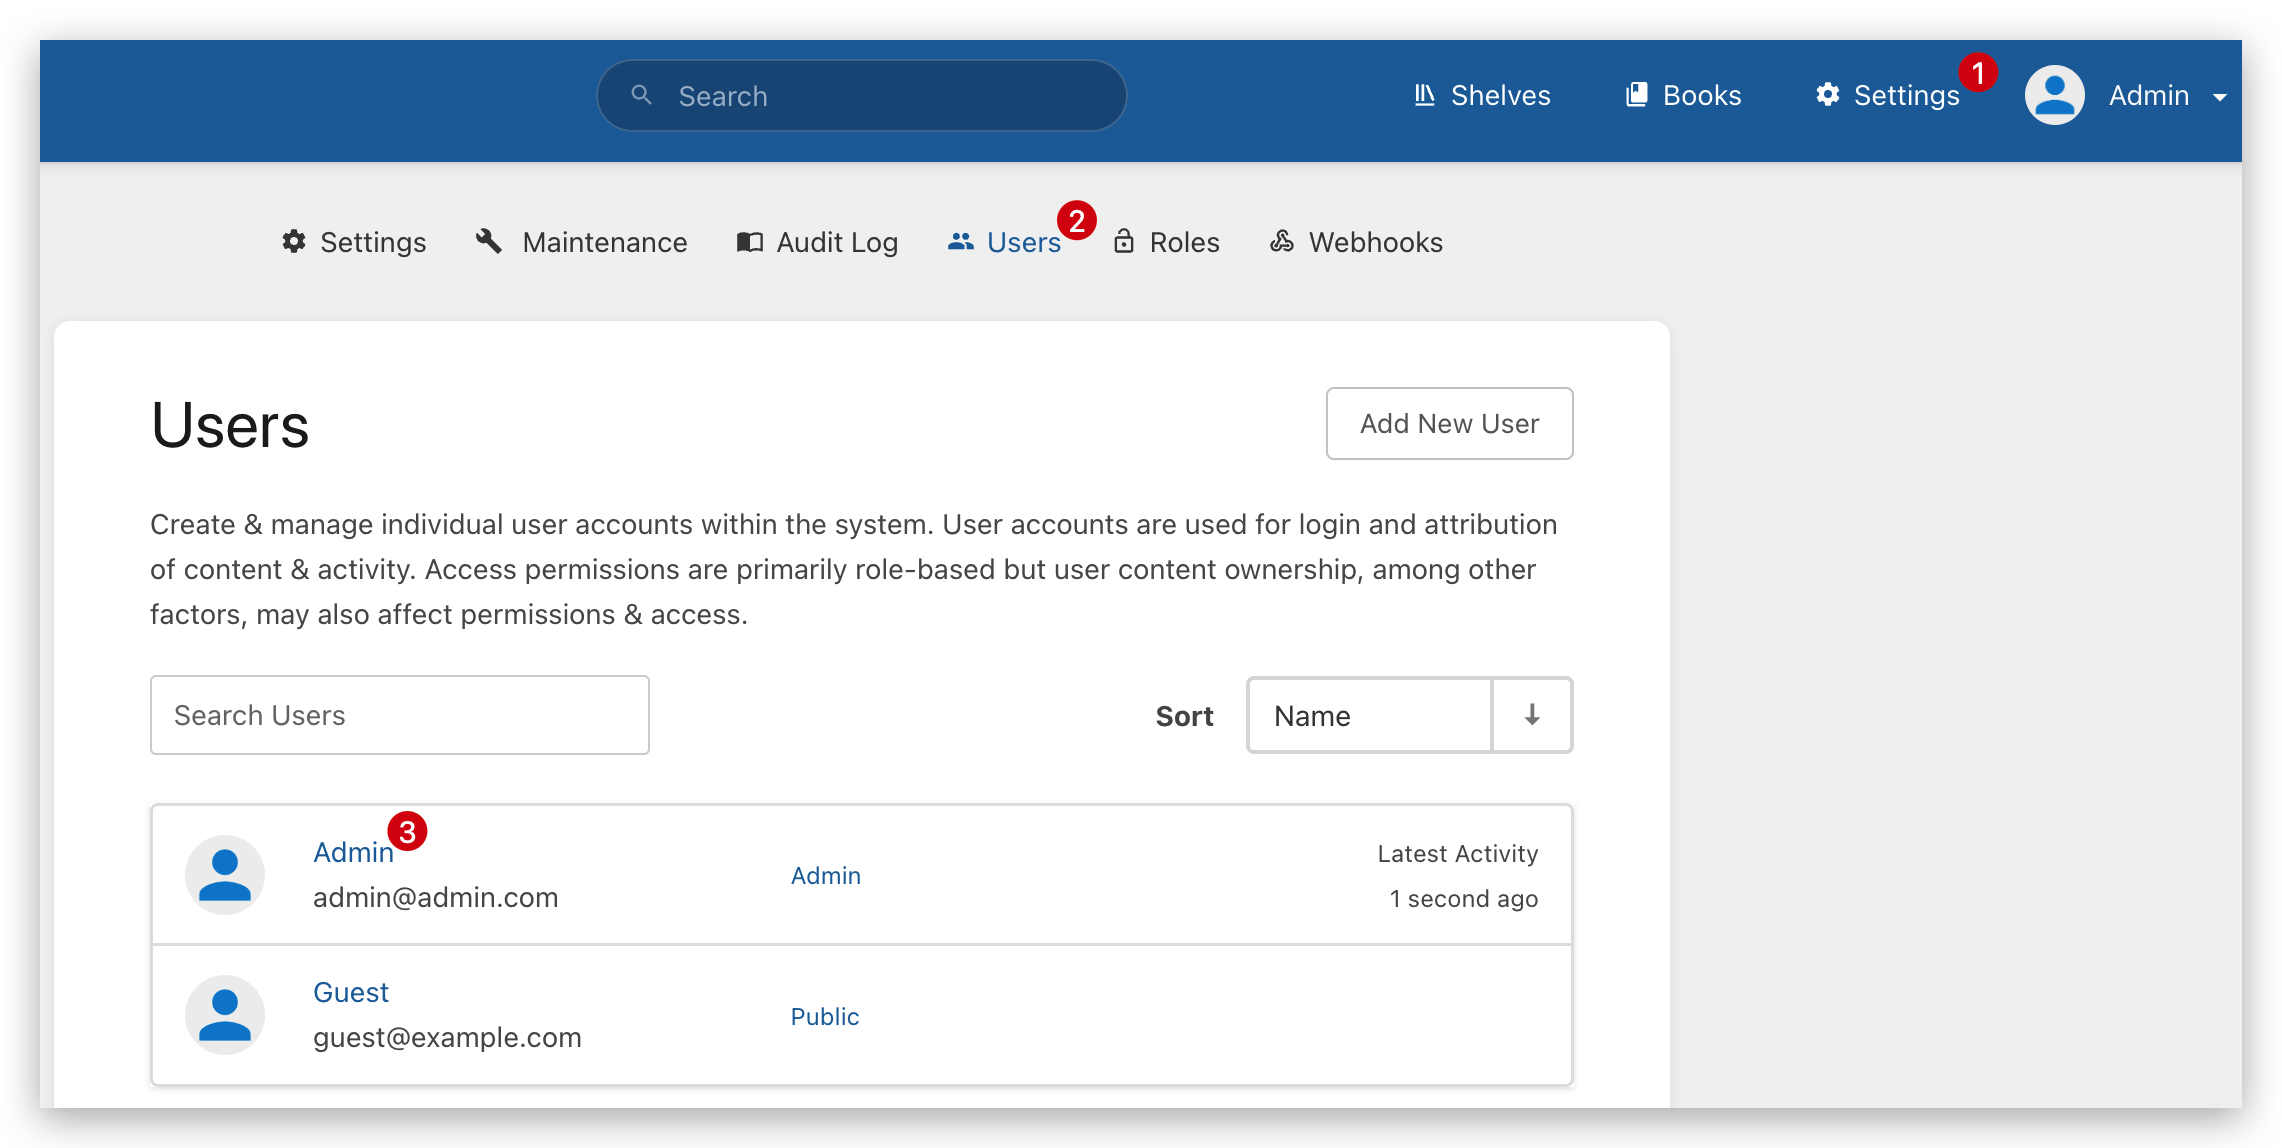 Search Shelves Books Settings 1 Admin
Settings Maintenance Audit Log Users 2 Roles Webhooks
Users Add New User
Create & manage individual user accounts within the system. User accounts are used for login and attribution
of content & activity. Access permissions are primarily role-based but user content ownership, among other
factors, may also affect permissions & access.
Search Users Sort Name
Admin 3
admin@admin.com
Admin
Latest Activity
1 second ago
Guest
guest@example.com
Public